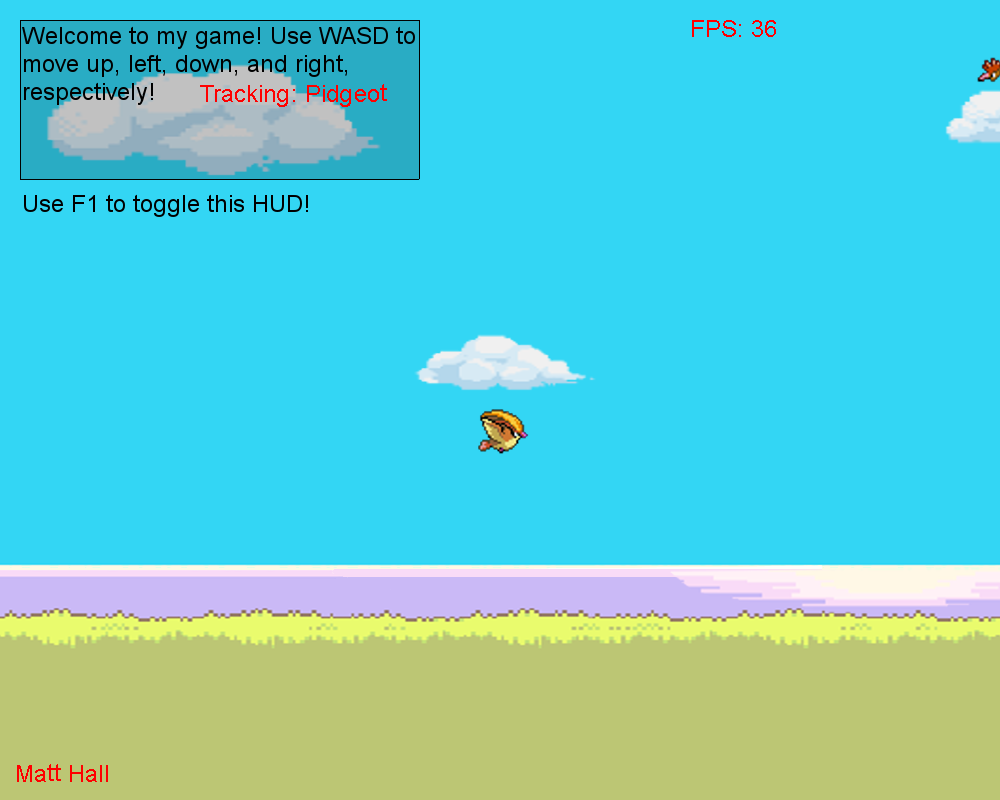 FPS: 36
Welcome to my game! Use WASD to
move up, left, down, and right,
respectively!
Tracking: Pidgeot
Use F1 to toggle this HUD!
Matt Hall